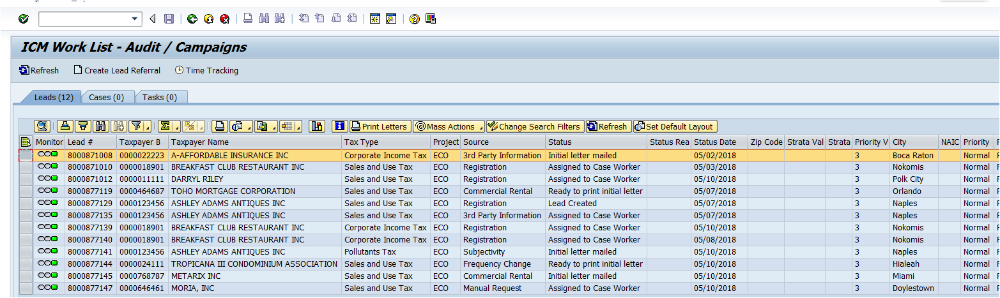 ICM Work List - Audit / Campaigns
Refresh Create Lead Referral Time Tracking
Leads (12) Cases (0) Tasks (0)
Print Letters Mass Actions Change Search Filters Refresh Set Default Layout
Monitor Lead # Taxpayer B Taxpayer Name Tax Type Project Source Status Status Rea Status Date Zip Code Strata Val Strata Priority V City NAIC Priority
8000871008 0000022223 A-AFFORDABLE INSURANCE INC Corporate Income Tax ECO 3rd Party Information Initial letter mailed 05/02/2018 3 Boca Raton Normal
8000871010 0000018901 BREAKFAST CLUB RESTAURANT INC Sales and Use Tax ECO Registration Assigned to Case Worker 05/03/2018 3 Nokomis Normal
8000871012 0000011111 DARRYL RILEY Sales and Use Tax ECO Registration Assigned to Case Worker 05/10/2018 3 Polk City Normal
8000877119 0000464687 TOHO MORTGAGE CORPORATION Sales and Use Tax ECO Commercial Rental Ready to print initial letter 05/07/2018 3 Orlando Normal
8000877129 0000123456 ASHLEY ADAMS ANTIQUES INC Sales and Use Tax ECO Registration Lead Created 05/07/2018 3 Naples Normal
8000877135 0000123456 ASHLEY ADAMS ANTIQUES INC Sales and Use Tax ECO 3rd Party Information Assigned to Case Worker 05/07/2018 3 Naples Normal
8000877139 0000018901 BREAKFAST CLUB RESTAURANT INC Corporate Income Tax ECO Registration Assigned to Case Worker 05/10/2018 3 Nokomis Normal
8000877140 0000018901 BREAKFAST CLUB RESTAURANT INC Corporate Income Tax ECO Registration Assigned to Case Worker 05/08/2018 3 Nokomis Normal
8000877141 0000123456 ASHLEY ADAMS ANTIQUES INC Pollutants Tax ECO Subjectivity Initial letter mailed 05/10/2018 3 Naples Normal
8000877144 0000024111 TROPICANA III CONDOMINIUM ASSOCIATION Sales and Use Tax ECO Frequency Change Ready to print initial letter 05/10/2018 3 Hialeah Normal
8000877145 0000768787 METARIX INC Sales and Use Tax ECO Commercial Rental Initial letter mailed 05/10/2018 3 Miami Normal
8000877147 0000646461 MORIA, INC Sales and Use Tax ECO Manual Request Assigned to Case Worker 05/10/2018 3 Doylestown Normal